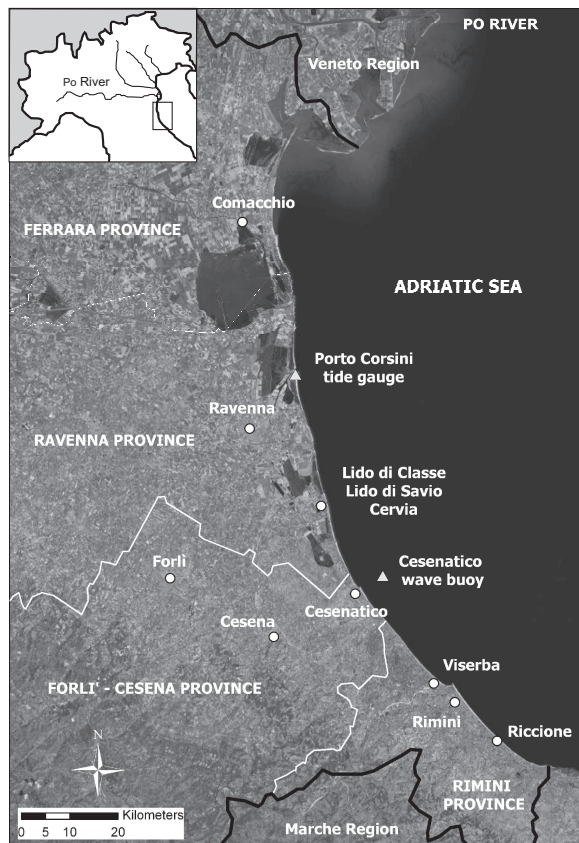 PO RIVER
Po River
Veneto Region
Comacchio
FERRARA PROVINCE
ADRIATIC SEA
Porto Corsini
tide gauge
Ravenna
RAVENNA PROVINCE
Lido di Classe
Lido di Savio
Cervia
Forlì
Cesenatico
wave buoy
Cesenatico
Cesena
Viserba
FORLI' - CESENA PROVINCE
Rimini
Riccione
N
RIMINI
PROVINCE
Kilometers
0 5 10 20
Marche Region